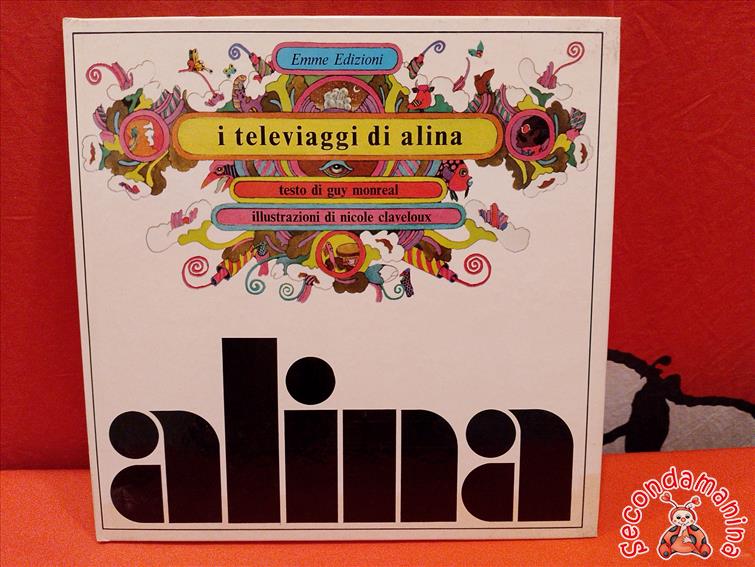 Emme Edizioni
i televiaggi di alina
testo di guy monreal
illustrazioni di nicole claveloux
alina
secondamanina